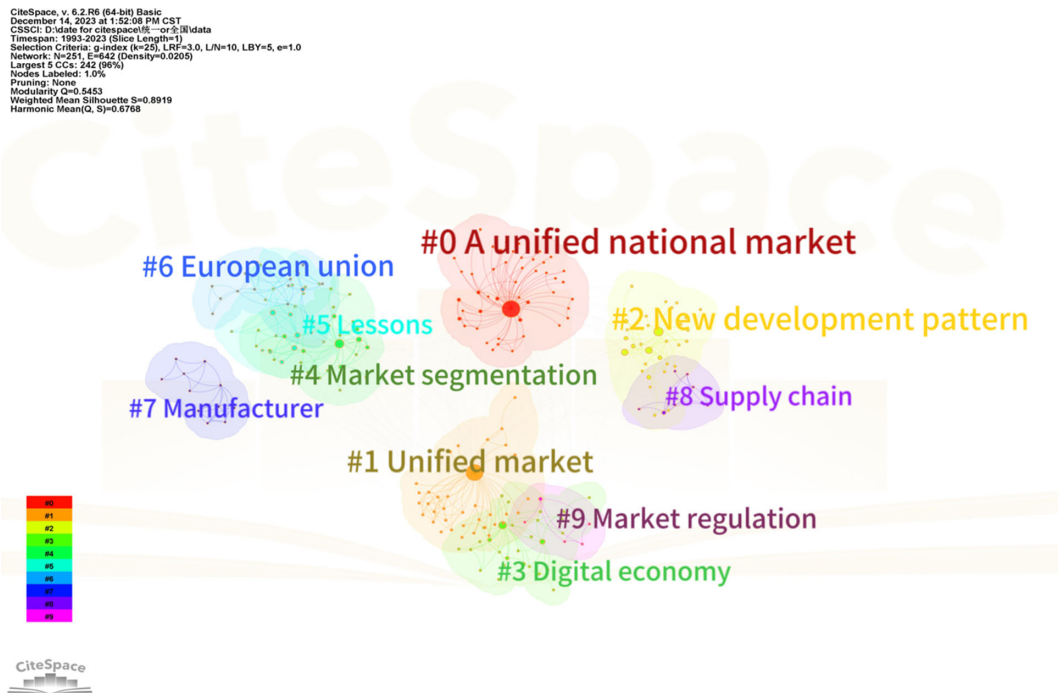 CiteSpace, v. 6.2.R6 (64-bit) Basic
December 14, 2023 at 1:52:08 PM CST
CSSCI: D:\date for citespace\统一or全国\data
Timespan: 1993-2023 (Slice Length=1)
Selection Criteria: g-index (k=25), LRF=3.0, L/N=10, LBY=5, e=1.0
Network: N=251, E=642 (Density=0.0205)
Largest 5 CCs: 242 (96%)
Nodes Labeled: 1.0%
Pruning: None
Modularity Q=0.5453
Weighted Mean Silhouette S=0.8919
Harmonic Mean(Q, S)=0.6768
CiteSpace
#0 A unified national market
#6 European union
#5 Lessons
#2 New development pattern
#4 Market segmentation
#8 Supply chain
#7 Manufacturer
#1 Unified market
#9 Market regulation
#3 Digital economy
#0
#1
#2
#3
#4
#5
#6
#7
#8
#9
CiteSpace